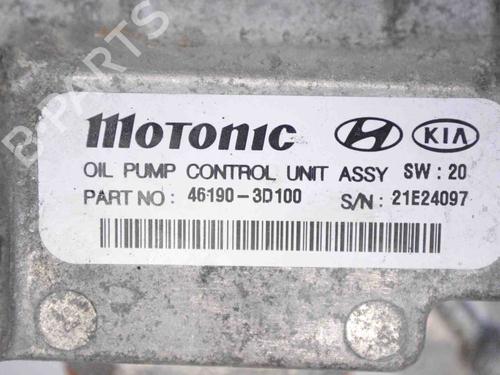 B-PARTS
MOTONIC KIA
OIL PUMP CONTROL UNIT ASSY SW : 20
PART NO : 46190-3D100 S/N : 21E24097